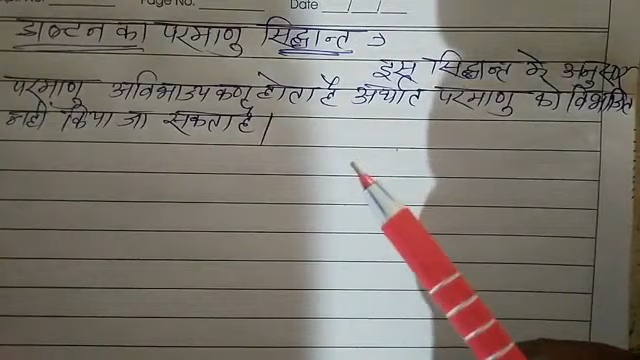 Page No. Date
डाल्टन का परमाणु सिद्धान्त →
इस सिद्धान्त के अनुसार
परमाणु अविभाज्य कण होता है अर्थात परमाणु को विभाजित
नहीं किया जा सकता है।